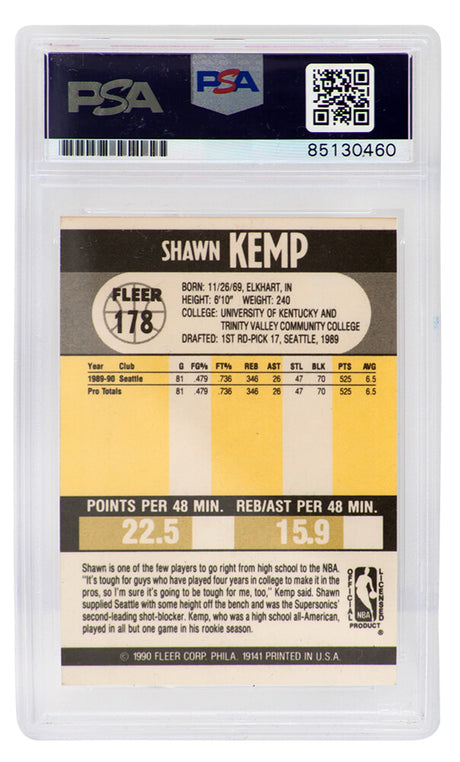 PSA PSA
85130460
SHAWN KEMP
FLEER
178
BORN: 11/26/69, ELKHART, IN
HEIGHT: 6'10" WEIGHT: 240
COLLEGE: UNIVERSITY OF KENTUCKY AND
TRINITY VALLEY COMMUNITY COLLEGE
DRAFTED: 1ST RD-PICK 17, SEATTLE, 1989
Year Club G FG% FT% REB AST STL BLK PTS AVG
1989-90 Seattle 81 .479 .736 346 26 47 70 525 6.5
Pro Totals 81 .479 .736 346 26 47 70 525 6.5
POINTS PER 48 MIN. REB/AST PER 48 MIN.
22.5 15.9
Shawn is one of the few players to go right from high school to the NBA.
"It's tough for guys who have played four years in college to make it in the
pros, so I'm sure it's going to be tough for me, too," Kemp said. Shawn
supplied Seattle with some height off the bench and was the Supersonics'
second-leading shot-blocker. Kemp, who was a high school all-American,
played in all but one game in his rookie season.
OFFICIAL LICENSED
NBA
PRODUCT ®
© 1990 FLEER CORP. PHILA. 19141 PRINTED IN U.S.A.